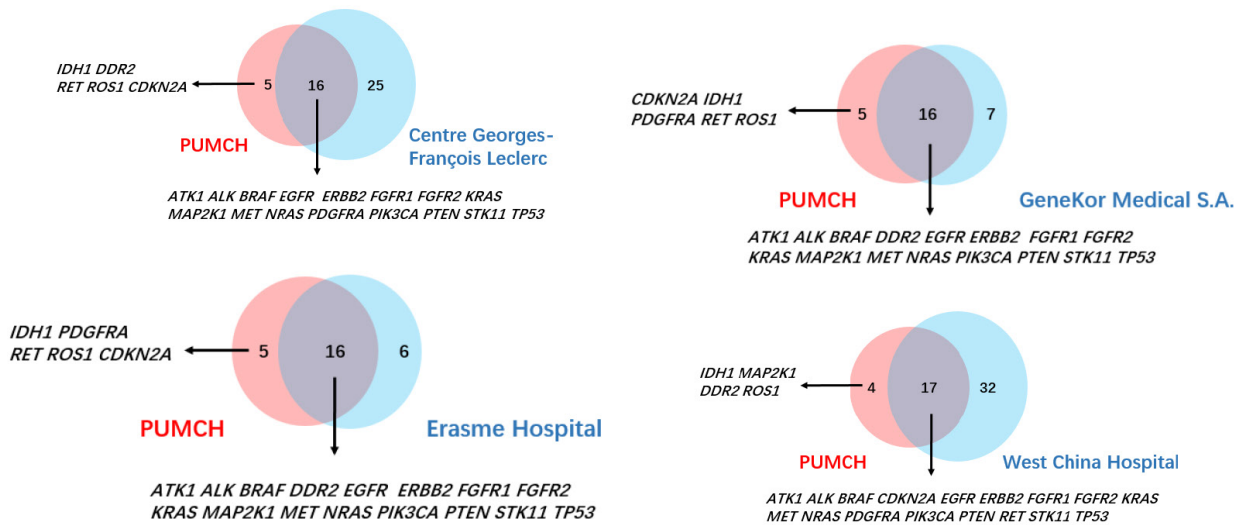 IDH1 DDR2
RET ROS1 CDKN2A
5
16
25
PUMCH
Centre Georges-
François Leclerc
ATK1 ALK BRAF EGFR ERBB2 FGFR1 FGFR2 KRAS
MAP2K1 MET NRAS PDGFRA PIK3CA PTEN STK11 TP53
CDKN2A IDH1
PDGFRA RET ROS1
5
16
7
PUMCH
GeneKor Medical S.A.
ATK1 ALK BRAF DDR2 EGFR ERBB2 FGFR1 FGFR2
KRAS MAP2K1 MET NRAS PIK3CA PTEN STK11 TP53
IDH1 PDGFRA
RET ROS1 CDKN2A
5
16
6
PUMCH
Erasme Hospital
ATK1 ALK BRAF DDR2 EGFR ERBB2 FGFR1 FGFR2
KRAS MAP2K1 MET NRAS PIK3CA PTEN STK11 TP53
IDH1 MAP2K1
DDR2 ROS1
4
17
32
PUMCH
West China Hospital
ATK1 ALK BRAF CDKN2A EGFR ERBB2 FGFR1 FGFR2 KRAS
MET NRAS PDGFRA PIK3CA PTEN RET STK11 TP53